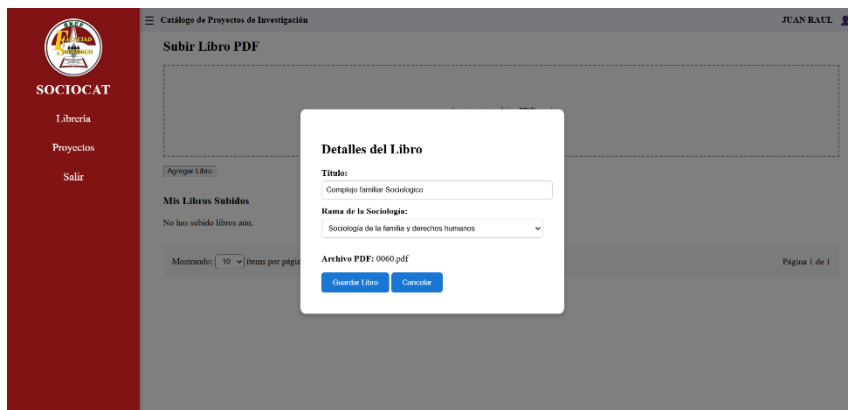 ☰ Catálogo de Proyectos de Investigación
JUAN RAUL
SOCIOCAT
Librería
Proyectos
Salir
Subir Libro PDF
Agregar Libro
Mis Libros Subidos
No has subido libros aún.
Mostrando: 10 items por págin
Página 1 de 1
Detalles del Libro
Título:
Complejo familiar Sociologico
Rama de la Sociología:
Sociología de la familia y derechos humanos
Archivo PDF: 0060.pdf
Guardar Libro
Cancelar